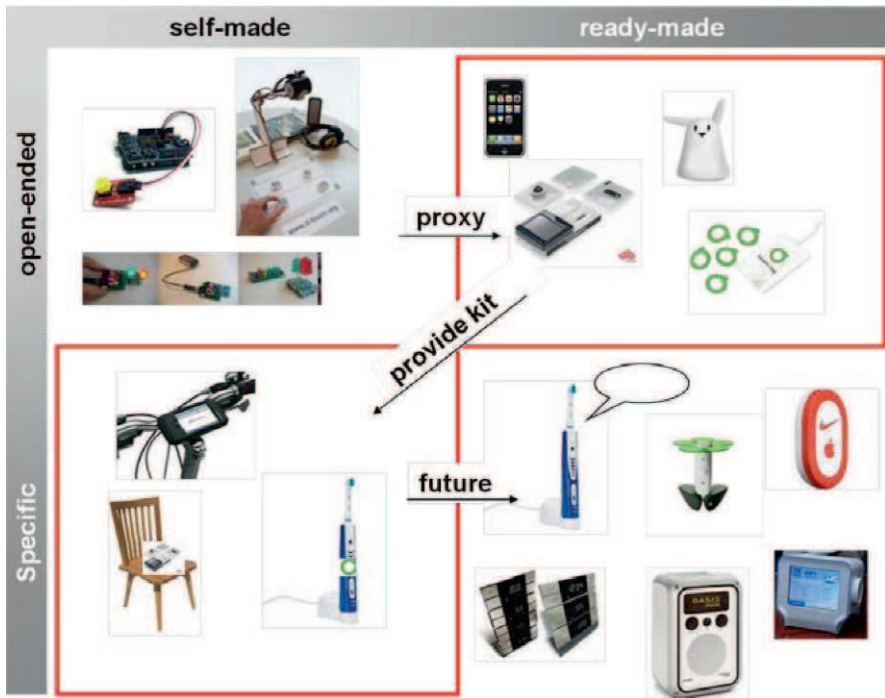 self-made
ready-made
open-ended
proxy
provide kit
Specific
future
OASIS